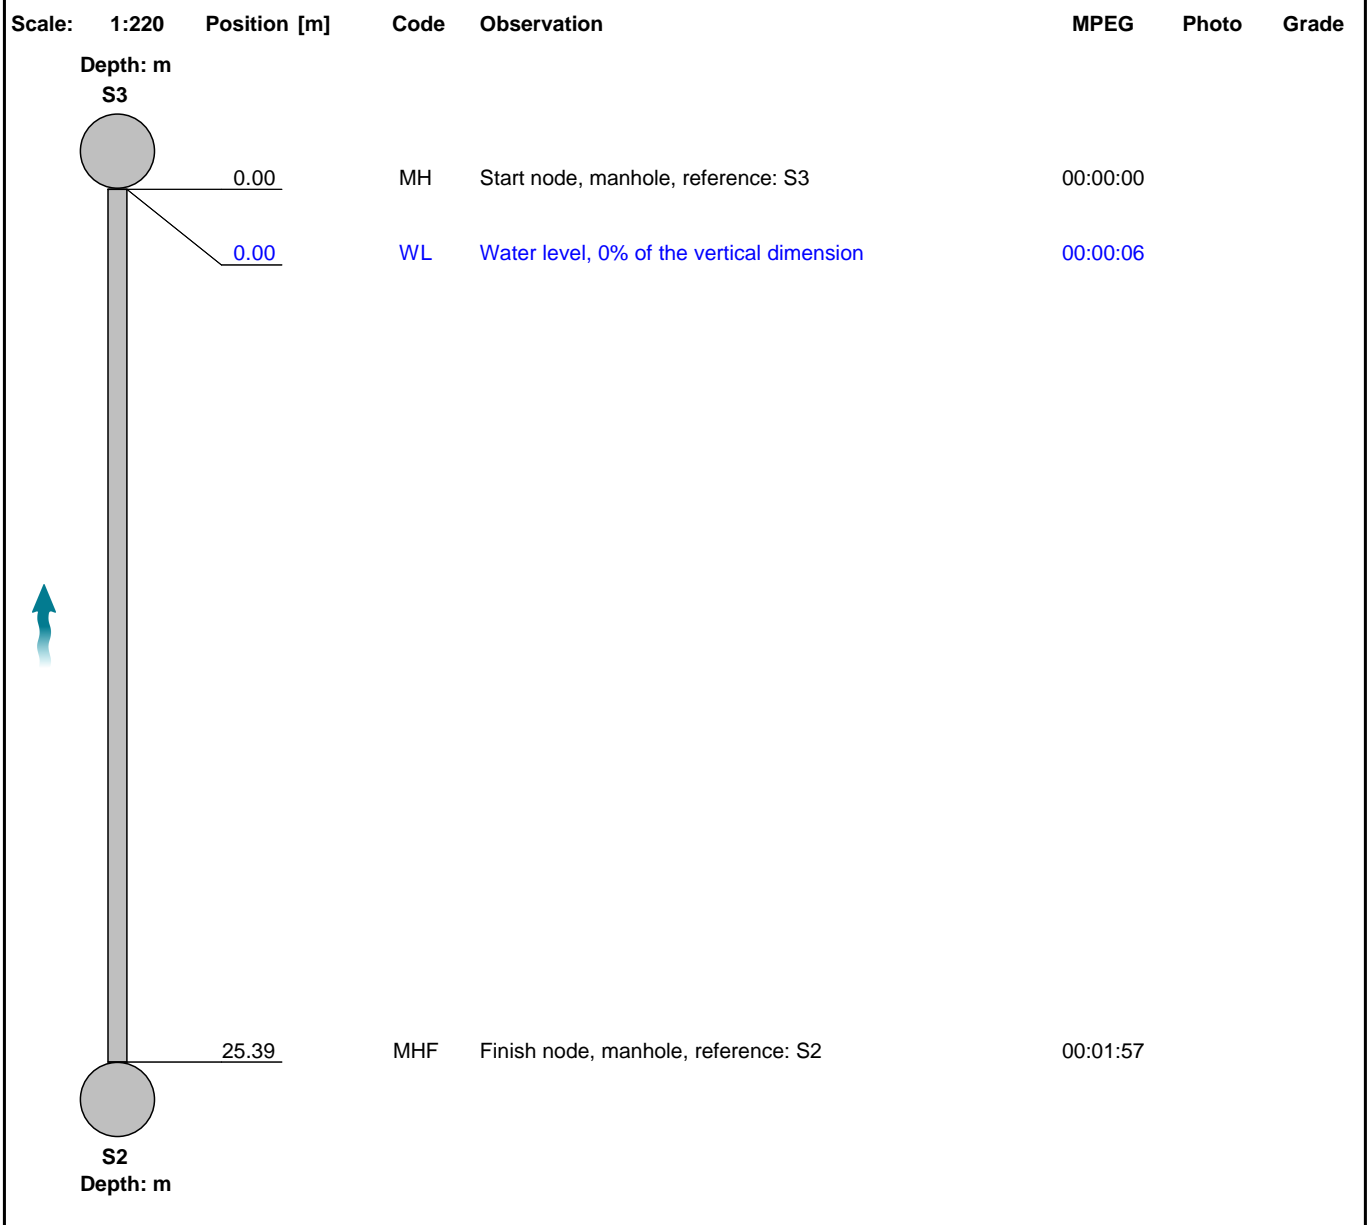 Scale: 1:220 Position [m] Code Observation MPEG Photo Grade
Depth: m
S3
0.00 MH Start node, manhole, reference: S3 00:00:00
0.00 WL Water level, 0% of the vertical dimension 00:00:06
25.39 MHF Finish node, manhole, reference: S2 00:01:57
S2
Depth: m